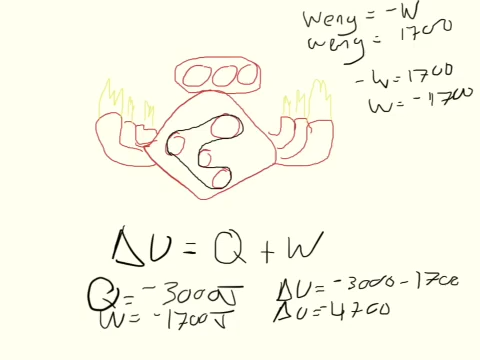 Weng = -W
weng = 1700
-W = 1700
W = -1700
ΔU = Q + W
Q = -3000J
W = -1700J
ΔU = -3000 - 1700
ΔU = -4700